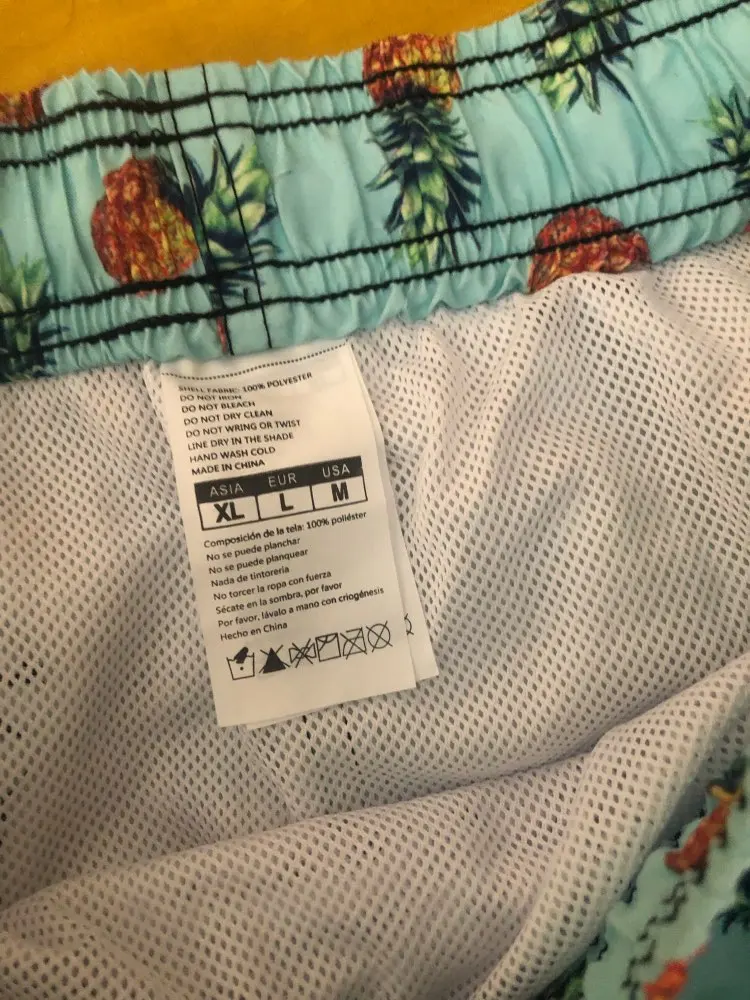 SHELL FABRIC: 100% POLYESTER
DO NOT IRON
DO NOT BLEACH
DO NOT DRY CLEAN
DO NOT WRING OR TWIST
LINE DRY IN THE SHADE
HAND WASH COLD
MADE IN CHINA
ASIA EUR USA
XL L M
Composición de la tela: 100% poliéster
No se puede planchar
No se puede planquear
Nada de tintoreria
No torcer la ropa con fuerza
Sécate en la sombra, por favor
Por favor, lávalo a mano con criogénesis
Hecho en China